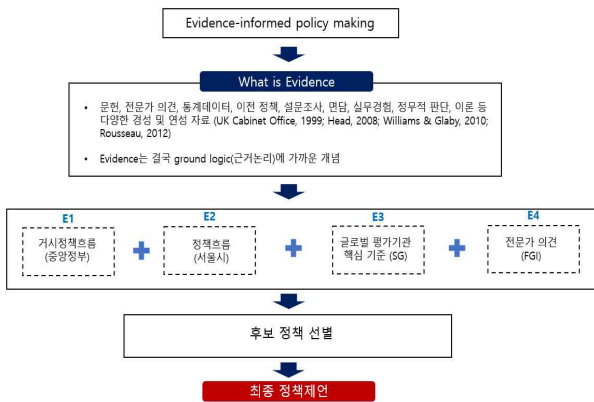 Evidence-informed policy making
What is Evidence
• 문헌, 전문가 의견, 통계데이터, 이전 정책, 설문조사, 면담, 실무경험, 정무적 판단, 이론 등
다양한 경성 및 연성 자료 (UK Cabinet Office, 1999; Head, 2008; Williams & Glaby, 2010;
Rousseau, 2012)
• Evidence는 결국 ground logic(근거논리)에 가까운 개념
E1 E2 E3 E4
거시정책흐름 정책흐름 글로벌 평가기관 전문가 의견
(중앙정부) (서울시) 핵심 기준 (SG) (FGI)
후보 정책 선별
최종 정책제언